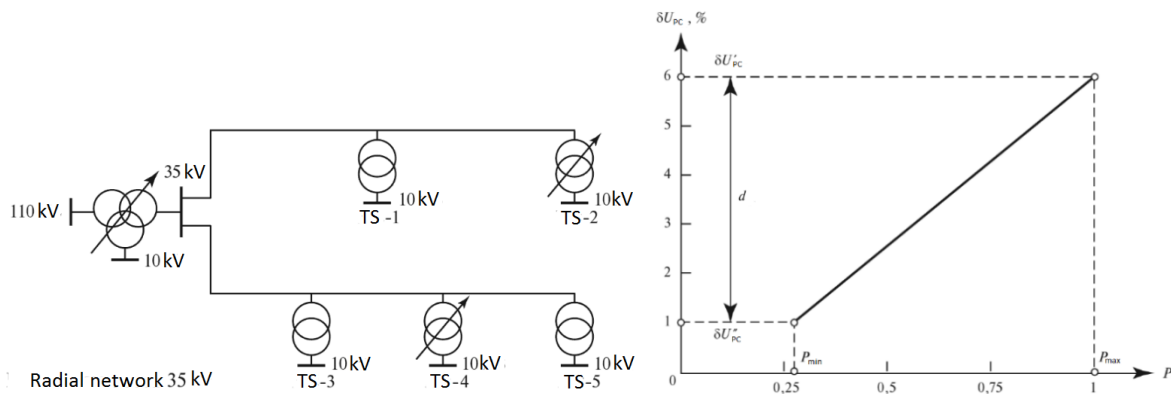 35 kV
110 kV
10 kV
10 kV
TS -1
10 kV
TS-2
10 kV
TS-3
10 kV
TS-4
10 kV
TS-5
Radial network 35 kV
δU_PC , %
δU′_PC
6
5
4
d
3
2
1
δU″_PC
P_min
P_max
0
0,25
0,5
0,75
1
P